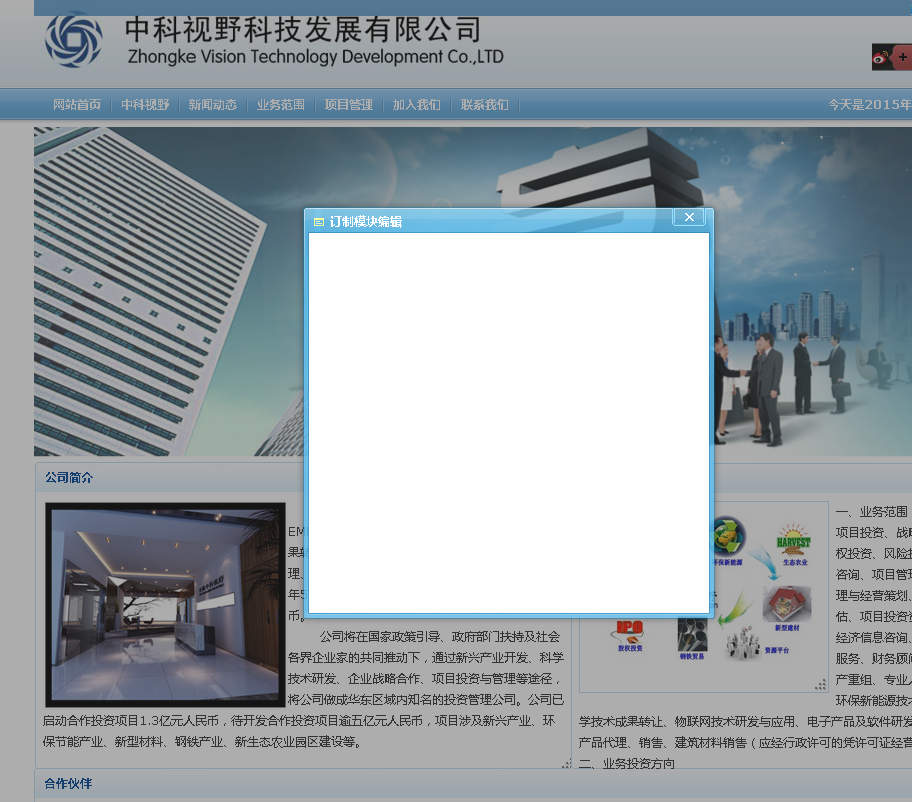 中科视野科技发展有限公司
Zhongke Vision Technology Development Co.,LTD
网站首页 中科视野 新闻动态 业务范围 项目管理 加入我们 联系我们 今天是2015年
订制模块编辑
公司简介
EM
果转
理、
年5
币。
公司将在国家政策引导、政府部门扶持及社会
各界企业家的共同推动下，通过新兴产业开发、科学
技术研发、企业战略合作、项目投资与管理等途径，
将公司做成华东区域内知名的投资管理公司。公司已
启动合作投资项目1.3亿元人民币，待开发合作投资项目逾五亿元人民币，项目涉及新兴产业、环
保节能产业、新型材料、钢铁产业、新生态农业园区建设等。
环保新能源
HARVEST
生态农业
新型建材
IPO
股权投资
钢铁贸易
资源平台
一、业务范围
项目投资、战略
权投资、风险投
咨询、项目管理
理与经营策划、
估、项目投资咨
经济信息咨询、
服务、财务顾问
产重组、专业人
环保新能源技术
学技术成果转让、物联网技术研发与应用、电子产品及软件研发
产品代理、销售、建筑材料销售（应经行政许可的凭许可证经营
二、业务投资方向
合作伙伴